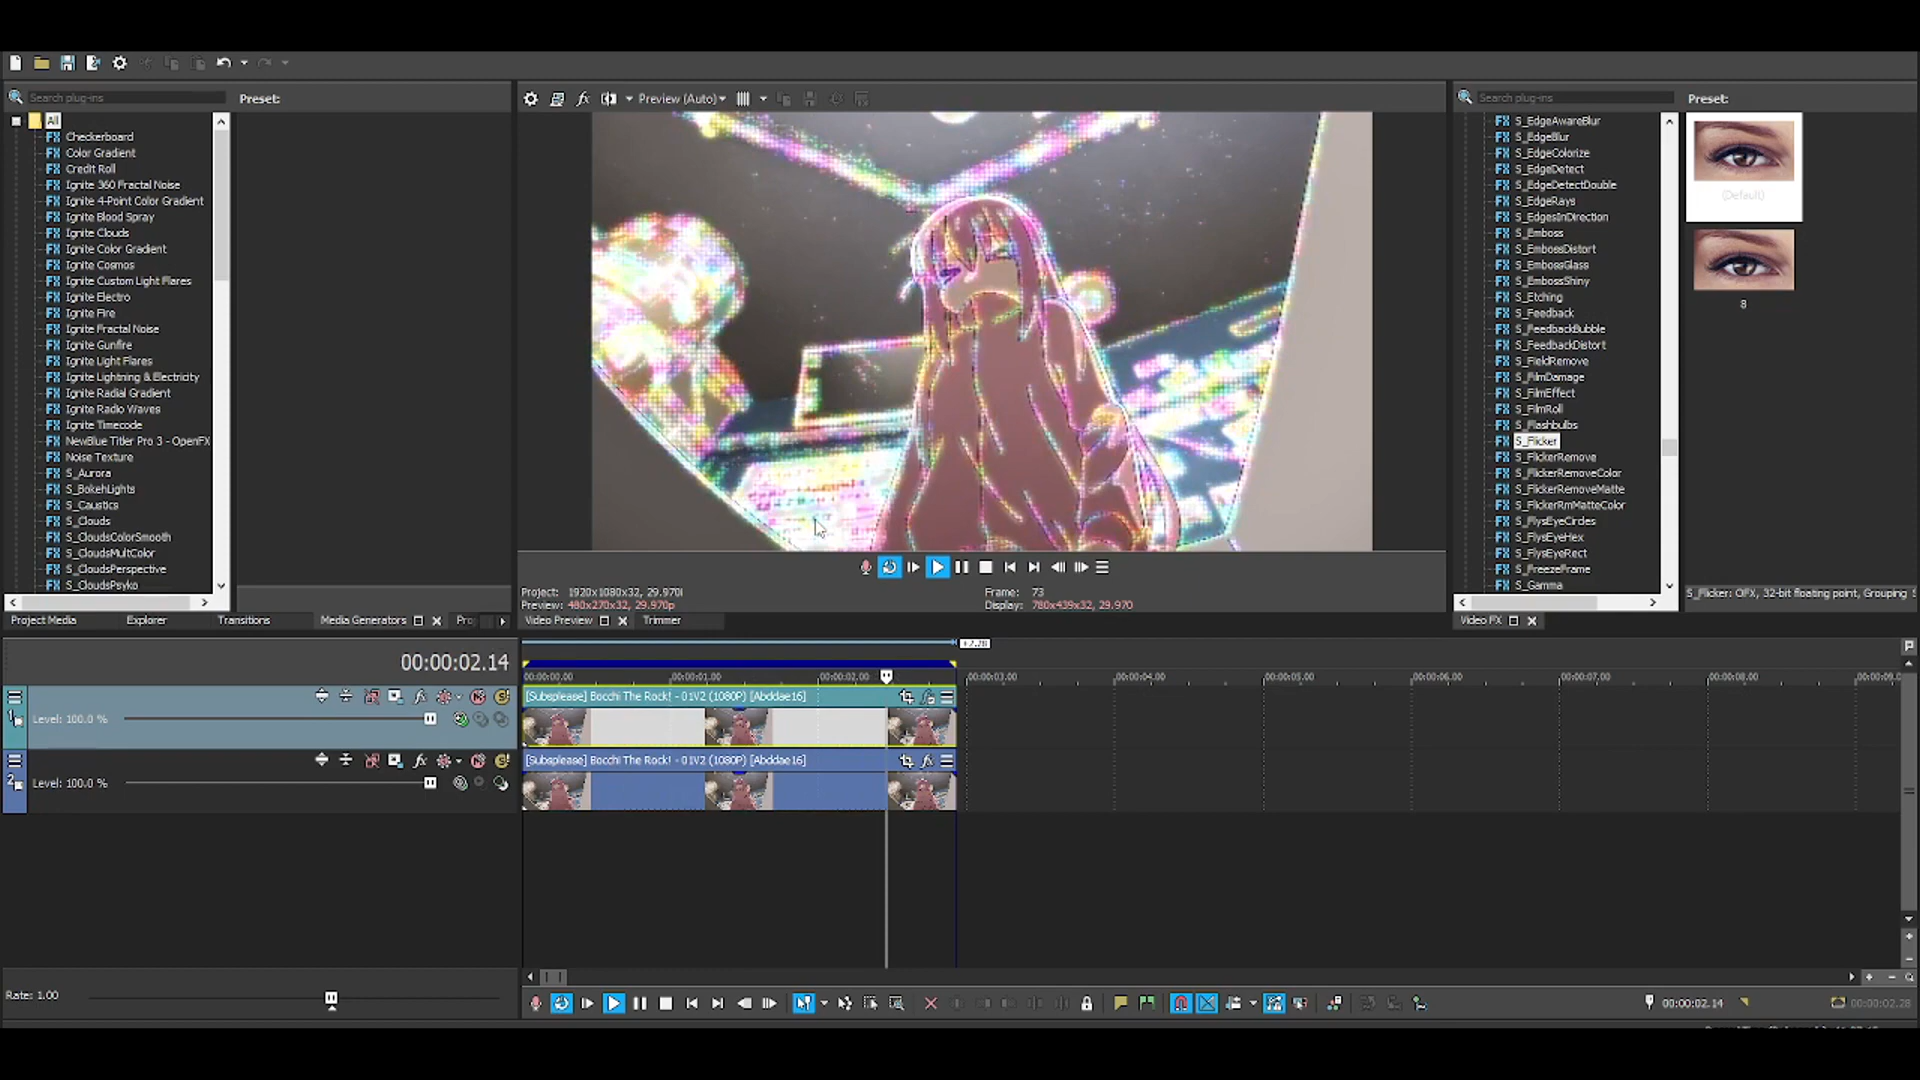 Search plug-ins
Preset:
All
Checkerboard
Color Gradient
Credit Roll
Ignite 360 Fractal Noise
Ignite 4-Point Color Gradient
Ignite Blood Spray
Ignite Clouds
Ignite Color Gradient
Ignite Cosmos
Ignite Custom Light Flares
Ignite Electro
Ignite Fire
Ignite Fractal Noise
Ignite Gunfire
Ignite Light Flares
Ignite Lightning & Electricity
Ignite Radial Gradient
Ignite Radio Waves
Ignite Timecode
NewBlue Titler Pro 3 - OpenFX
Noise Texture
S_Aurora
S_BokehLights
S_Caustics
S_Clouds
S_CloudsColorSmooth
S_CloudsMultColor
S_CloudsPerspective
S_CloudsPsyko
Project Media
Explorer
Transitions
Media Generators
Pro
Preview (Auto)
Project: 1920x1080x32, 29.970i
Preview: 480x270x32, 29.970p
Frame: 73
Display: 780x439x32, 29.970
Video Preview
Trimmer
Search plug-ins
Preset:
S_EdgeAwareBlur
S_EdgeBlur
S_EdgeColorize
S_EdgeDetect
S_EdgeDetectDouble
S_EdgeRays
S_EdgesInDirection
S_Emboss
S_EmbossDistort
S_EmbossGlass
S_EmbossShiny
S_Etching
S_Feedback
S_FeedbackBubble
S_FeedbackDistort
S_FieldRemove
S_FilmDamage
S_FilmEffect
S_FilmRoll
S_Flashbulbs
S_Flicker
S_FlickerRemove
S_FlickerRemoveColor
S_FlickerRemoveMatte
S_FlickerRmMatteColor
S_FlysEyeCircles
S_FlysEyeHex
S_FlysEyeRect
S_FreezeFrame
S_Gamma
(Default)
8
S_Flicker: OFX, 32-bit floating point, Grouping
Video FX
00:00:02.14
00:00:00.00
00:00:01.00
00:00:02.00
00:00:03.00
00:00:04.00
00:00:05.00
00:00:06.00
00:00:07.00
00:00:08.00
1
Level: 100.0 %
[Subsplease] Bocchi The Rock! - 01V2 (1080P) [Abddae16]
2
Level: 100.0 %
[Subsplease] Bocchi The Rock! - 01V2 (1080P) [Abddae16]
Rate: 1.00
00:00:02.14
00:00:02.28